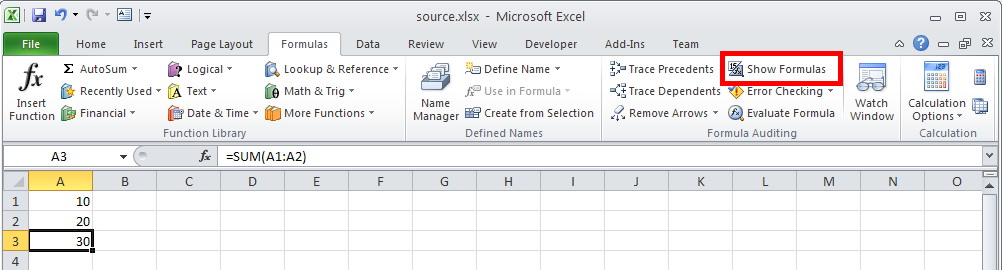 source.xlsx - Microsoft Excel
File Home Insert Page Layout Formulas Data Review View Developer Add-Ins Team
fx Insert Function
Σ AutoSum
Recently Used
Financial
Logical
Text
Date & Time
Lookup & Reference
Math & Trig
More Functions
Function Library
Name Manager
Define Name
Use in Formula
Create from Selection
Defined Names
Trace Precedents
Trace Dependents
Remove Arrows
Show Formulas
Error Checking
Evaluate Formula
Formula Auditing
Watch Window
Calculation Options
Calculation
A3 fx =SUM(A1:A2)
A B C D E F G H I J K L M N O
1 10
2 20
3 30
4